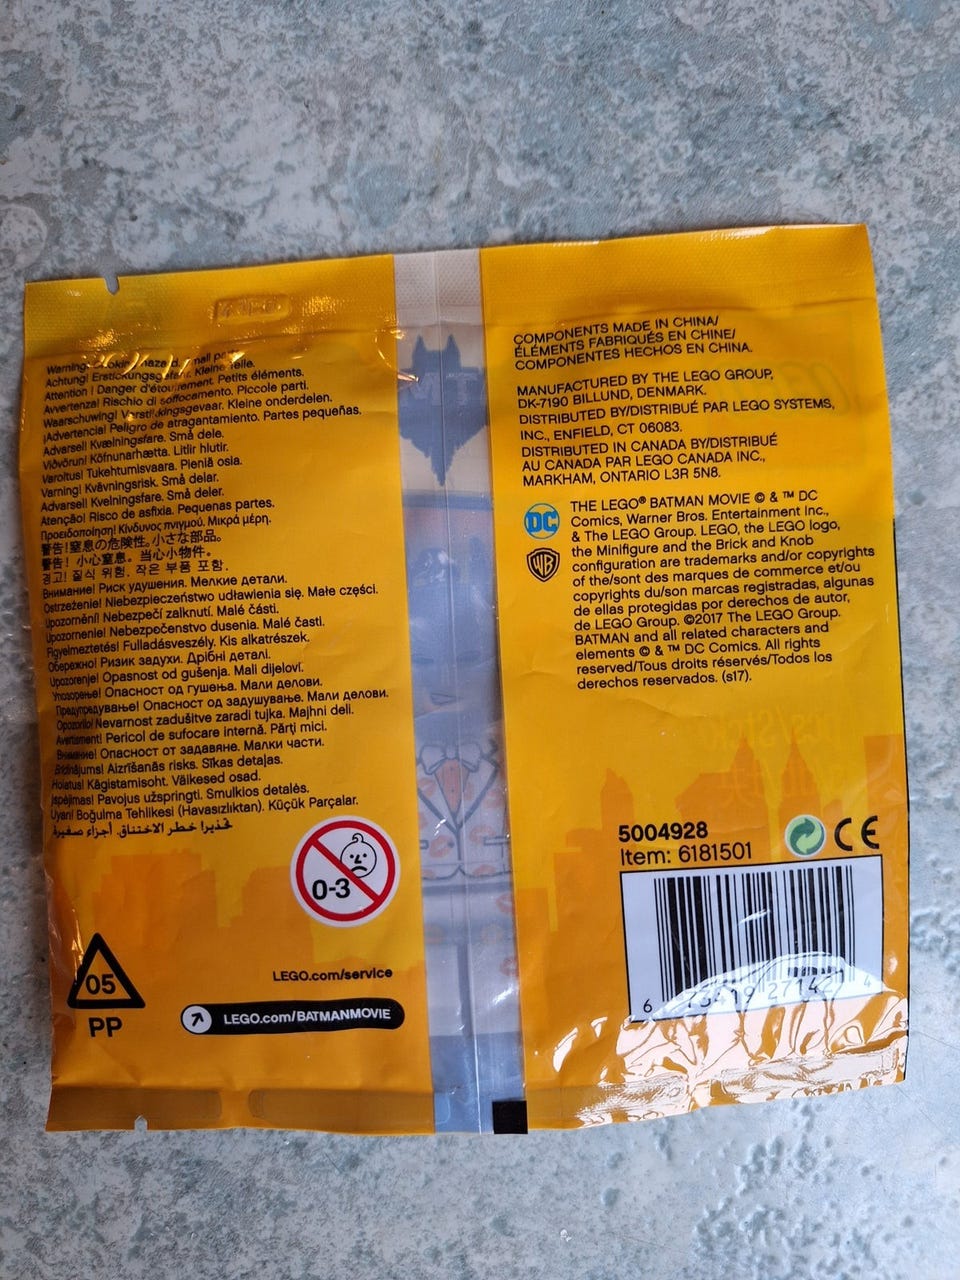 LEGO
Warning! Choking hazard. Small parts.
Achtung! Erstickungsgefahr. Kleine Teile.
Attention ! Danger d'étouffement. Petits éléments.
Avvertenza! Rischio di soffocamento. Piccole parti.
Waarschuwing! Verstikkingsgevaar. Kleine onderdelen.
¡Advertencia! Peligro de atragantamiento. Partes pequeñas.
Advarsel! Kvælningsfare. Små dele.
Viðvörun! Köfnunarhætta. Litlir hlutir.
Varoitus! Tukehtumisvaara. Pieniä osia.
Varning! Kvävningsrisk. Små delar.
Advarsel! Kvelningsfare. Små deler.
Atenção! Risco de asfixia. Pequenas partes.
Προειδοποίηση! Κίνδυνος πνιγμού. Μικρά μέρη.
警告!窒息の危険性。小さな部品。
警告! 小心窒息。当心小物件。
경고! 질식 위험. 작은 부품 포함.
Внимание! Риск удушения. Мелкие детали.
Ostrzeżenie! Niebezpieczeństwo udławienia się. Małe części.
Upozornění! Nebezpečí zalknutí. Malé části.
Upozornenie! Nebezpečenstvo dusenia. Malé časti.
Figyelmeztetés! Fulladásveszély. Kis alkatrészek.
Обережно! Ризик задухи. Дрібні деталі.
Upozorenje! Opasnost od gušenja. Mali dijelovi.
Упозорење! Опасност од гушења. Мали делови.
Предупредување! Опасност од задушување. Мали делови.
Opozorilo! Nevarnost zadušitve zaradi tujka. Majhni deli.
Avertisment! Pericol de sufocare internă. Părţi mici.
Внимание! Опасност от задавяне. Малки части.
Brīdinājums! Aizrīšanās risks. Sīkas detaļas.
Hoiatus! Kägistamisoht. Väikesed osad.
Įspėjimas! Pavojus užspringti. Smulkios detalės.
Uyarı! Boğulma Tehlikesi (Havasızlıktan). Küçük Parçalar.
تحذير! خطر الاختناق. أجزاء صغيرة
0-3
05
PP
LEGO.com/service
LEGO.com/BATMANMOVIE
COMPONENTS MADE IN CHINA/
ÉLÉMENTS FABRIQUÉS EN CHINE/
COMPONENTES HECHOS EN CHINA.
MANUFACTURED BY THE LEGO GROUP,
DK-7190 BILLUND, DENMARK.
DISTRIBUTED BY/DISTRIBUÉ PAR LEGO SYSTEMS,
INC., ENFIELD, CT 06083.
DISTRIBUTED IN CANADA BY/DISTRIBUÉ
AU CANADA PAR LEGO CANADA INC.,
MARKHAM, ONTARIO L3R 5N8.
DC
WB
THE LEGO® BATMAN MOVIE © & ™ DC
Comics, Warner Bros. Entertainment Inc.,
& The LEGO Group. LEGO, the LEGO logo,
the Minifigure and the Brick and Knob
configuration are trademarks and/or copyrights
of the/sont des marques de commerce et/ou
copyrights du/son marcas registradas, algunas
de ellas protegidas por derechos de autor,
de LEGO Group. ©2017 The LEGO Group.
BATMAN and all related characters and
elements © & ™ DC Comics. All rights
reserved/Tous droits réservés/Todos los
derechos reservados. (s17).
5004928
Item: 6181501
CE
6 73419 27142 4